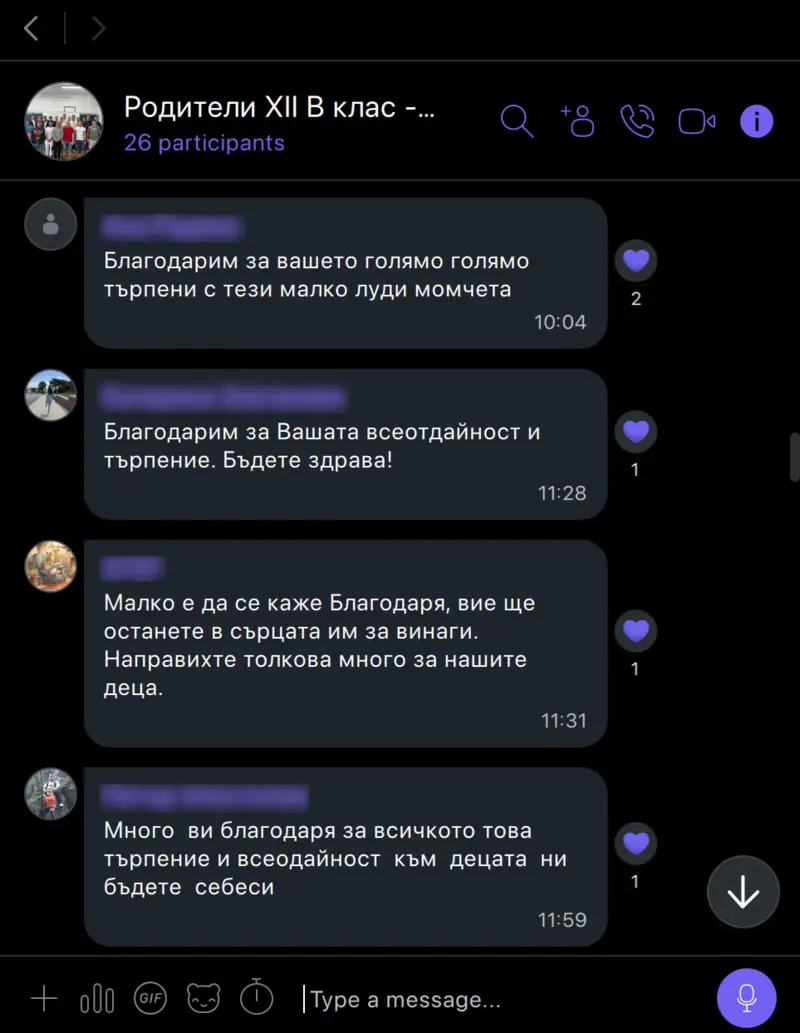 Родители XII В клас -...
26 participants
Благодарим за вашето голямо голямо
търпени с тези малко луди момчета
10:04
2
Благодарим за Вашата всеотдайност и
търпение. Бъдете здрава!
11:28
1
Малко е да се каже Благодаря, вие ще
останете в сърцата им за винаги.
Направихте толкова много за нашите
деца.
11:31
1
Много ви благодаря за всичкото това
търпение и всеодайност към децата ни
бъдете себеси
11:59
1
GIF
Type a message...